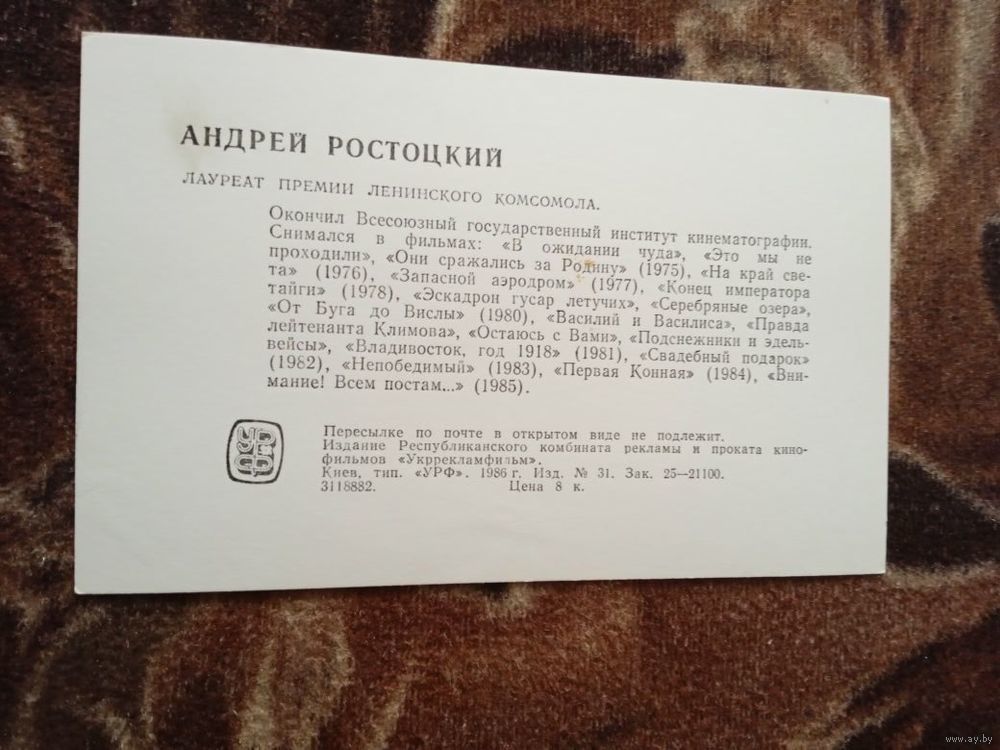 АНДРЕЙ РОСТОЦКИЙ
ЛАУРЕАТ ПРЕМИИ ЛЕНИНСКОГО КОМСОМОЛА.
Окончил Всесоюзный государственный институт кинематографии.
Снимался в фильмах: «В ожидании чуда», «Это мы не
проходили», «Они сражались за Родину» (1975), «На край све-
та» (1976), «Запасной аэродром» (1977), «Конец императора
тайги» (1978), «Эскадрон гусар летучих», «Серебряные озера»,
«От Буга до Вислы» (1980), «Василий и Василиса», «Правда
лейтенанта Климова», «Остаюсь с Вами», «Подснежники и эдель-
вейсы», «Владивосток, год 1918» (1981), «Свадебный подарок»
(1982), «Непобедимый» (1983), «Первая Конная» (1984), «Вни-
мание! Всем постам...» (1985).
УРФ
Пересылке по почте в открытом виде не подлежит.
Издание Республиканского комбината рекламы и проката кино-
фильмов «Укррекламфильм».
Киев, тип. «УРФ». 1986 г. Изд. № 31. Зак. 25—21100.
3118882. Цена 8 к.
www.ay.by